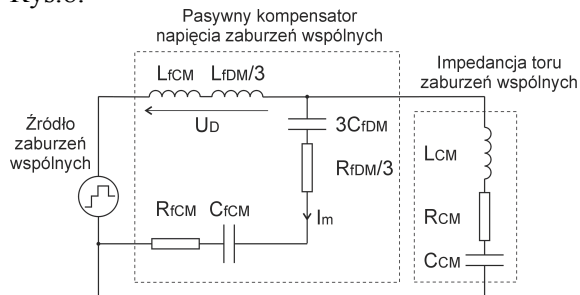 Rys.8.
Pasywny kompensator
napięcia zaburzeń wspólnych
Impedancja toru
zaburzeń wspólnych
LfCM LfDM/3
UD
Źródło
zaburzeń
wspólnych
3CfDM
RfDM/3
LCM
RfCM CfCM
Im
RCM
CCM